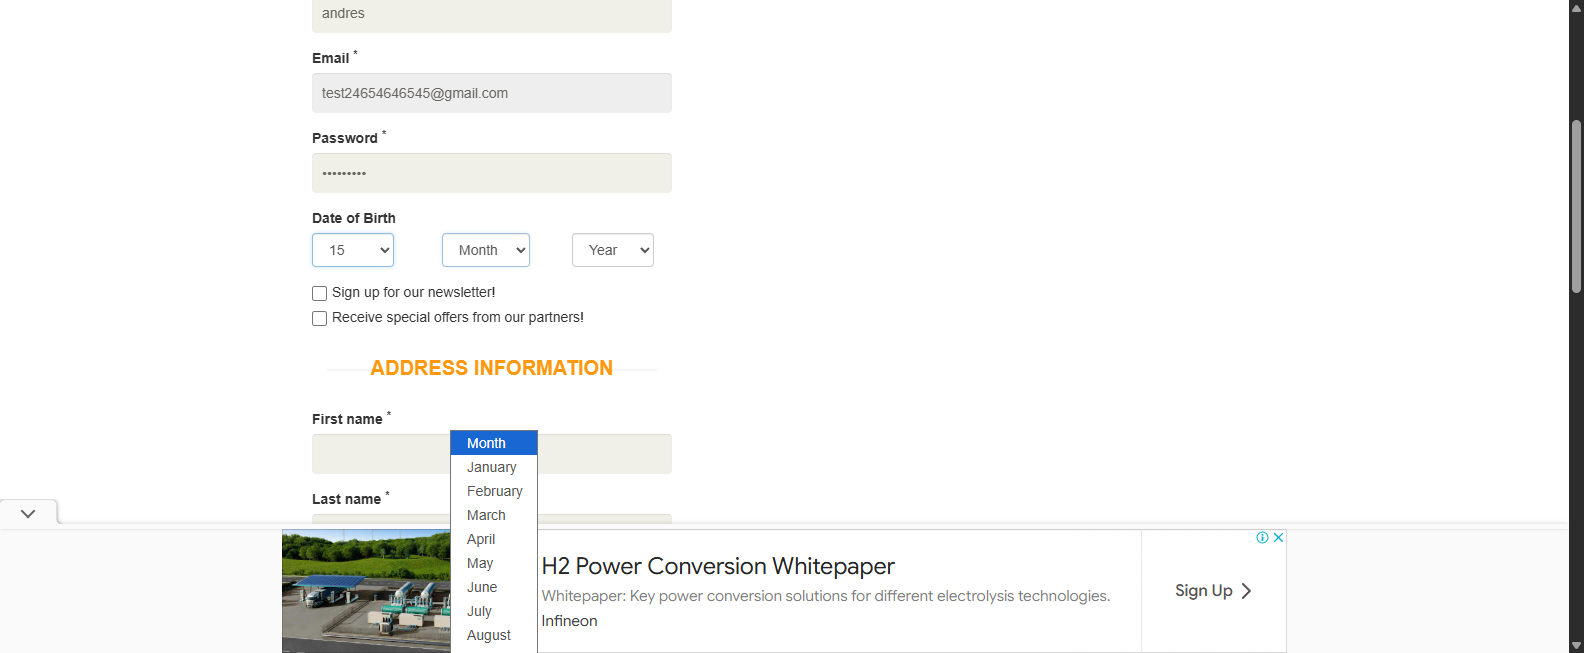 andres
Email *
test24654646545@gmail.com
Password *
•••••••••
Date of Birth
15 Month Year
Sign up for our newsletter!
Receive special offers from our partners!
ADDRESS INFORMATION
First name *
Last name *
Month
January
February
March
April
May
June
July
August
H2 Power Conversion Whitepaper
Whitepaper: Key power conversion solutions for different electrolysis technologies.
Infineon
Sign Up